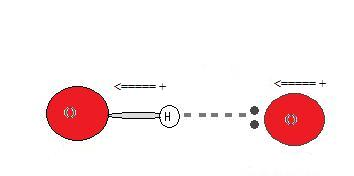 <===== +
<===== +
O H O